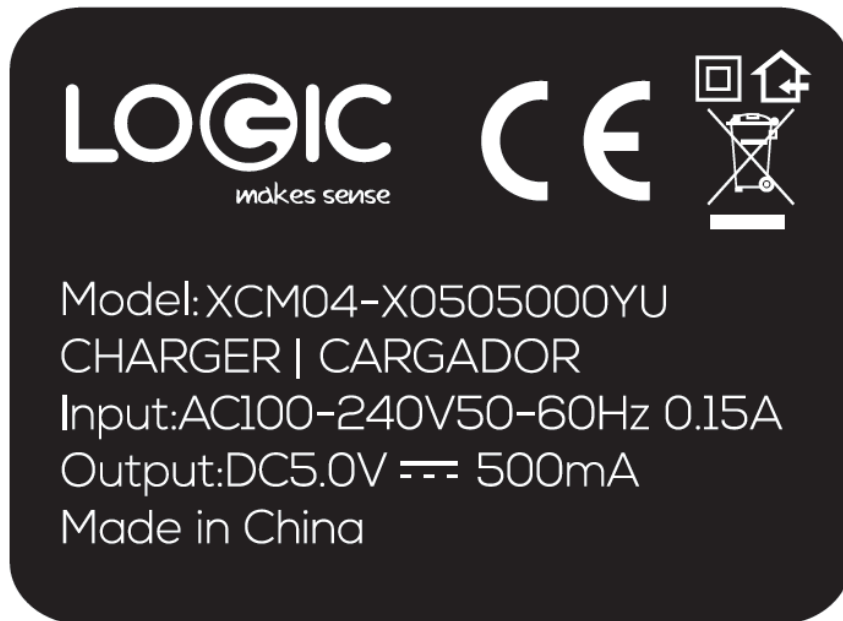 LOGIC
makes sense
CE
Model: XCM04-X0505000YU
CHARGER | CARGADOR
Input:AC100-240V50-60Hz 0.15A
Output:DC5.0V ⎓ 500mA
Made in China